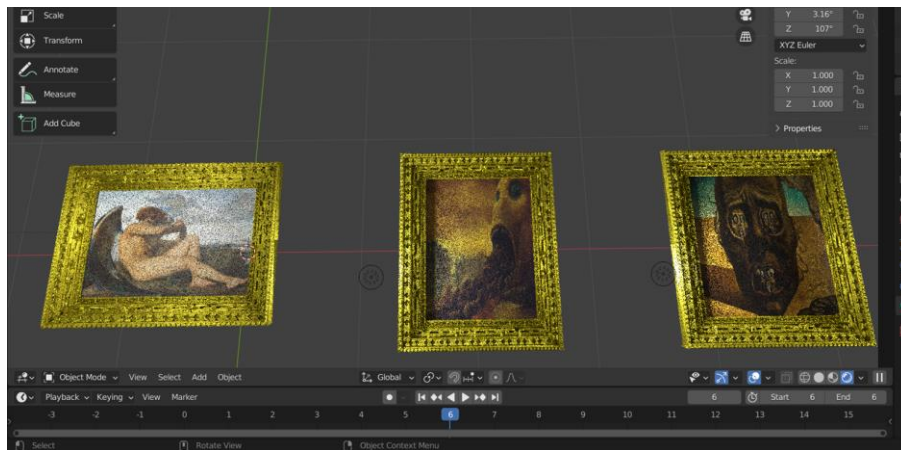 Scale
Transform
Annotate
Measure
Add Cube
Y 3.16°
Z 107°
XYZ Euler
Scale:
X 1.000
Y 1.000
Z 1.000
Properties
Object Mode View Select Add Object Global
Playback Keying View Marker 6 Start 6 End 6
-3 -2 -1 0 1 2 3 4 5 6 7 8 9 10 11 12 13 14 15
Select Rotate View Object Context Menu